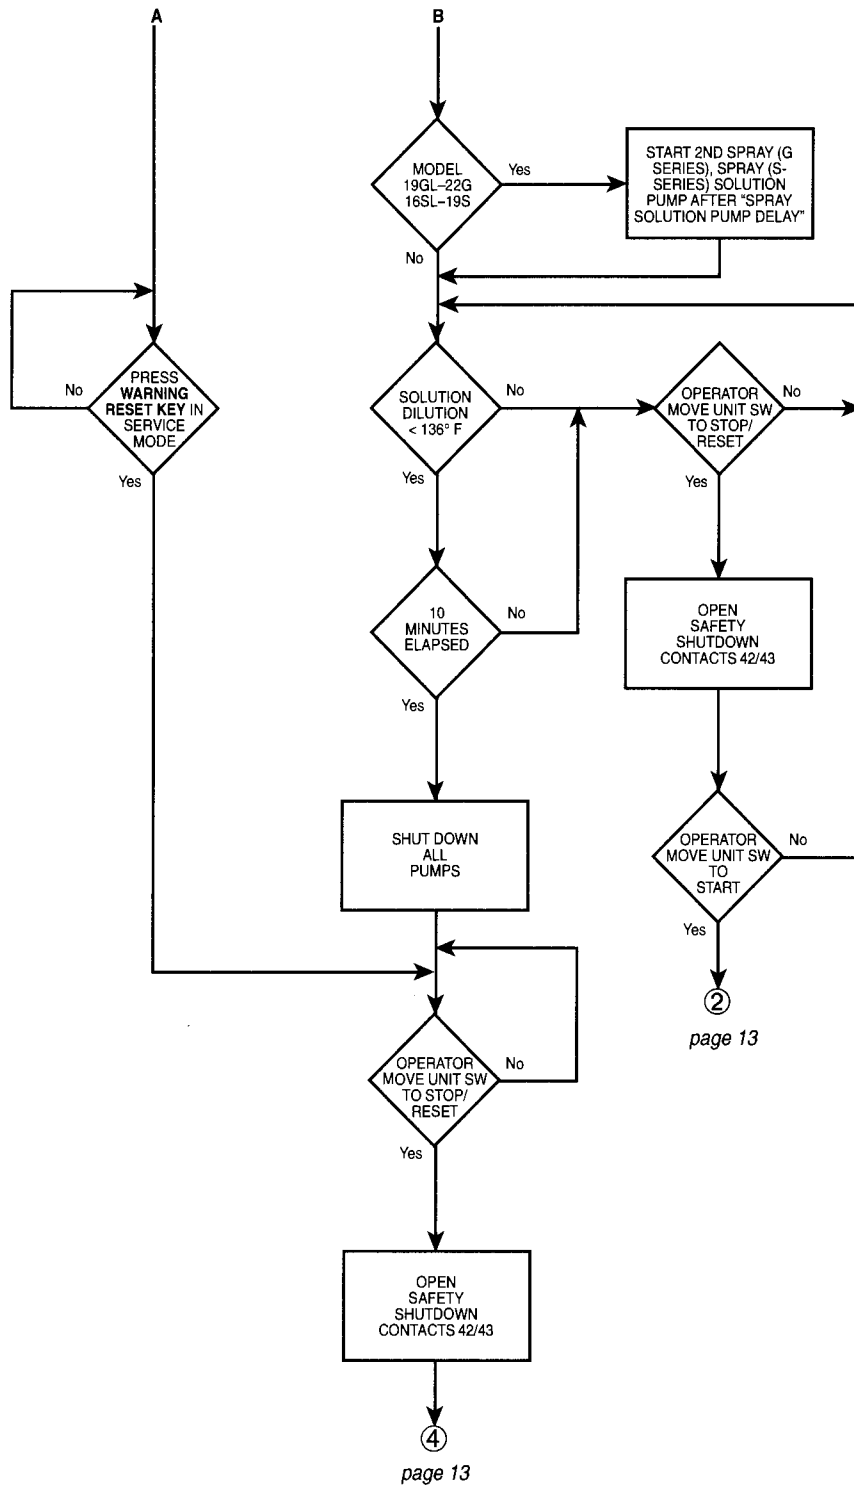 A
B
MODEL
19GL–22G
16SL–19S
Yes
START 2ND SPRAY (G
SERIES), SPRAY (S-
SERIES) SOLUTION
PUMP AFTER "SPRAY
SOLUTION PUMP DELAY"
No
PRESS
WARNING
RESET KEY IN
SERVICE
MODE
No
Yes
SOLUTION
DILUTION
< 136° F
No
Yes
OPERATOR
MOVE UNIT SW
TO STOP/
RESET
No
Yes
10
MINUTES
ELAPSED
No
Yes
OPEN
SAFETY
SHUTDOWN
CONTACTS 42/43
SHUT DOWN
ALL
PUMPS
OPERATOR
MOVE UNIT SW
TO
START
No
Yes
2
page 13
OPERATOR
MOVE UNIT SW
TO STOP/
RESET
No
Yes
OPEN
SAFETY
SHUTDOWN
CONTACTS 42/43
4
page 13